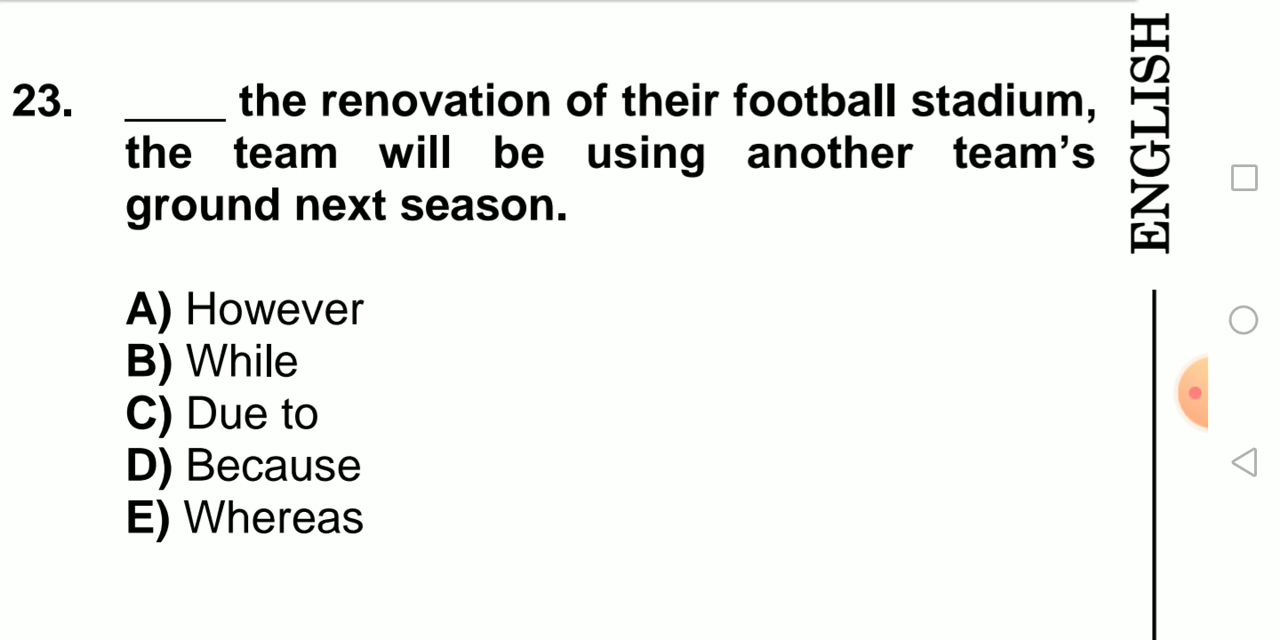 23. _____ the renovation of their football stadium,
the team will be using another team's
ground next season.
A) However
B) While
C) Due to
D) Because
E) Whereas
ENGLISH